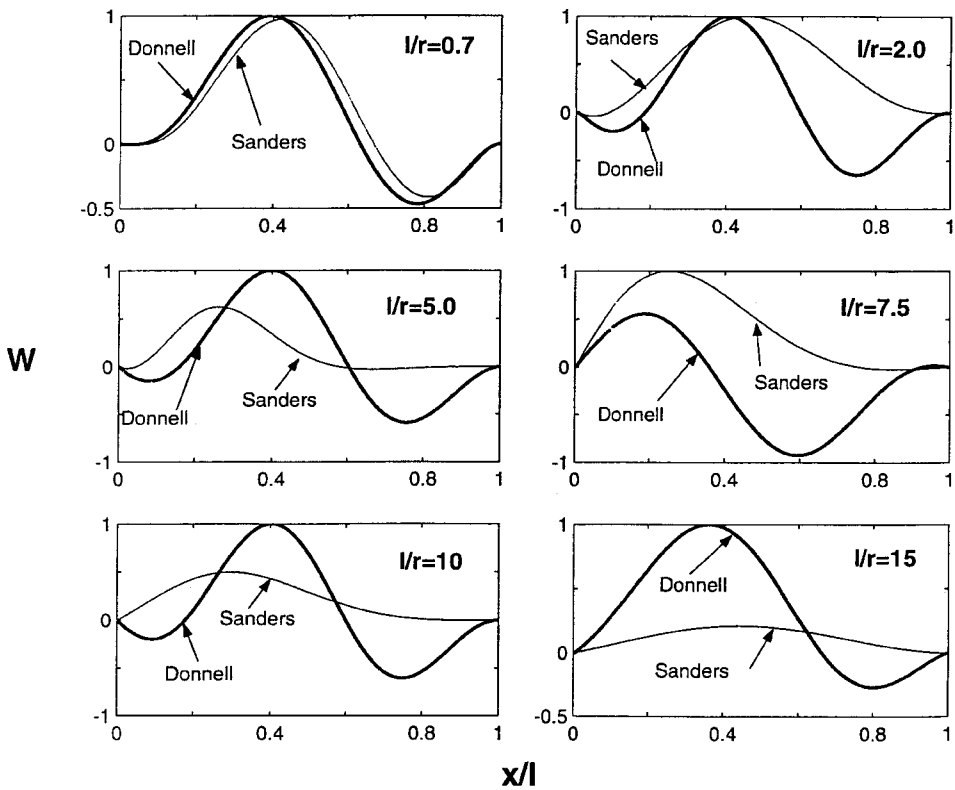 1
Donnell
l/r=0.7
0.5
Sanders
0
-0.5
0 0.4 0.8 1
1
Sanders
l/r=2.0
0
Donnell
-1
0 0.4 0.8 1
1
l/r=5.0
0
Donnell
Sanders
-1
0 0.4 0.8 1
1
l/r=7.5
0
Sanders
Donnell
-1
0 0.4 0.8 1
W
1
l/r=10
Sanders
0
Donnell
-1
0 0.4 0.8 1
1
l/r=15
Donnell
0.5
Sanders
0
-0.5
0 0.4 0.8 1
x/l